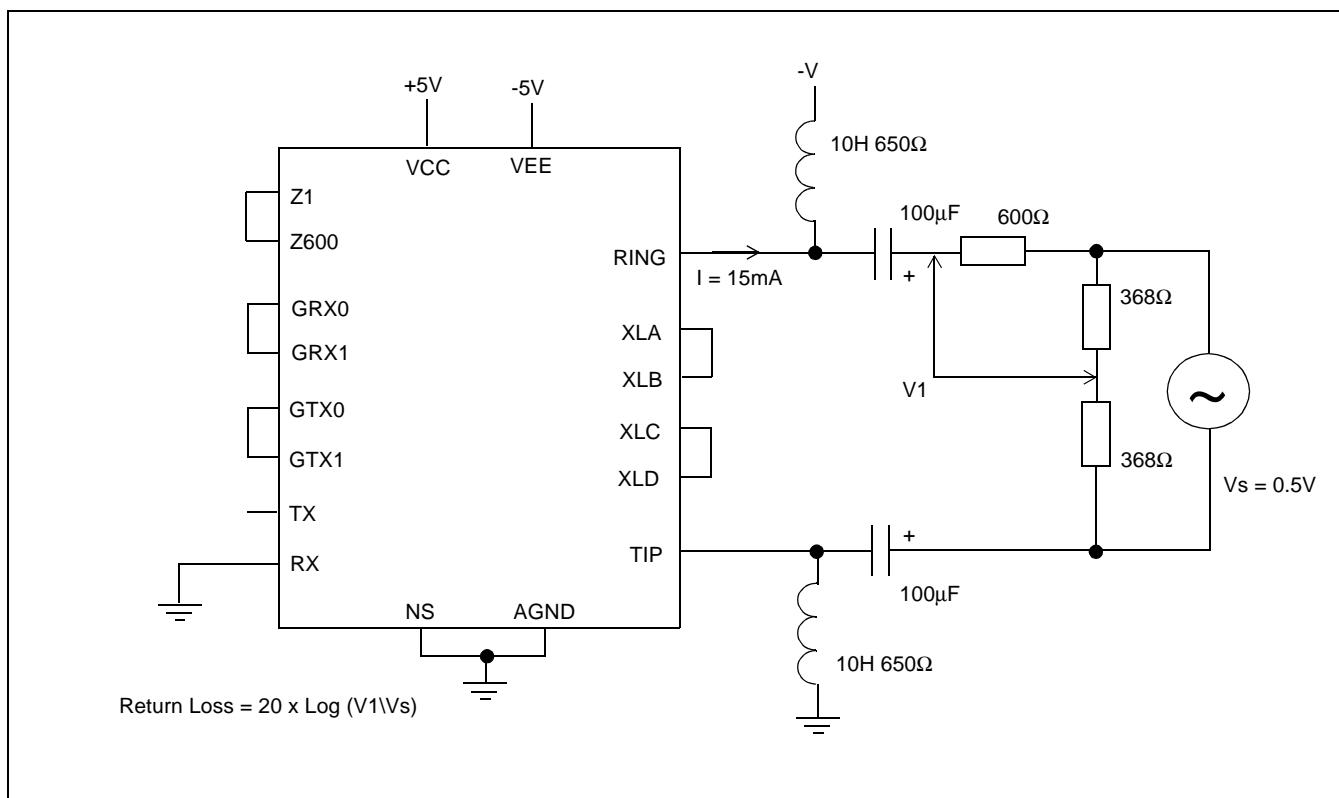 +5V
-5V
-V
VCC
VEE
10H 650Ω
Z1
Z600
100μF
600Ω
RING
I = 15mA
+
368Ω
GRX0
GRX1
XLA
XLB
V1
GTX0
GTX1
XLC
XLD
368Ω
~
Vs = 0.5V
TX
RX
TIP
+
100μF
NS
AGND
10H 650Ω
Return Loss = 20 x Log (V1\Vs)